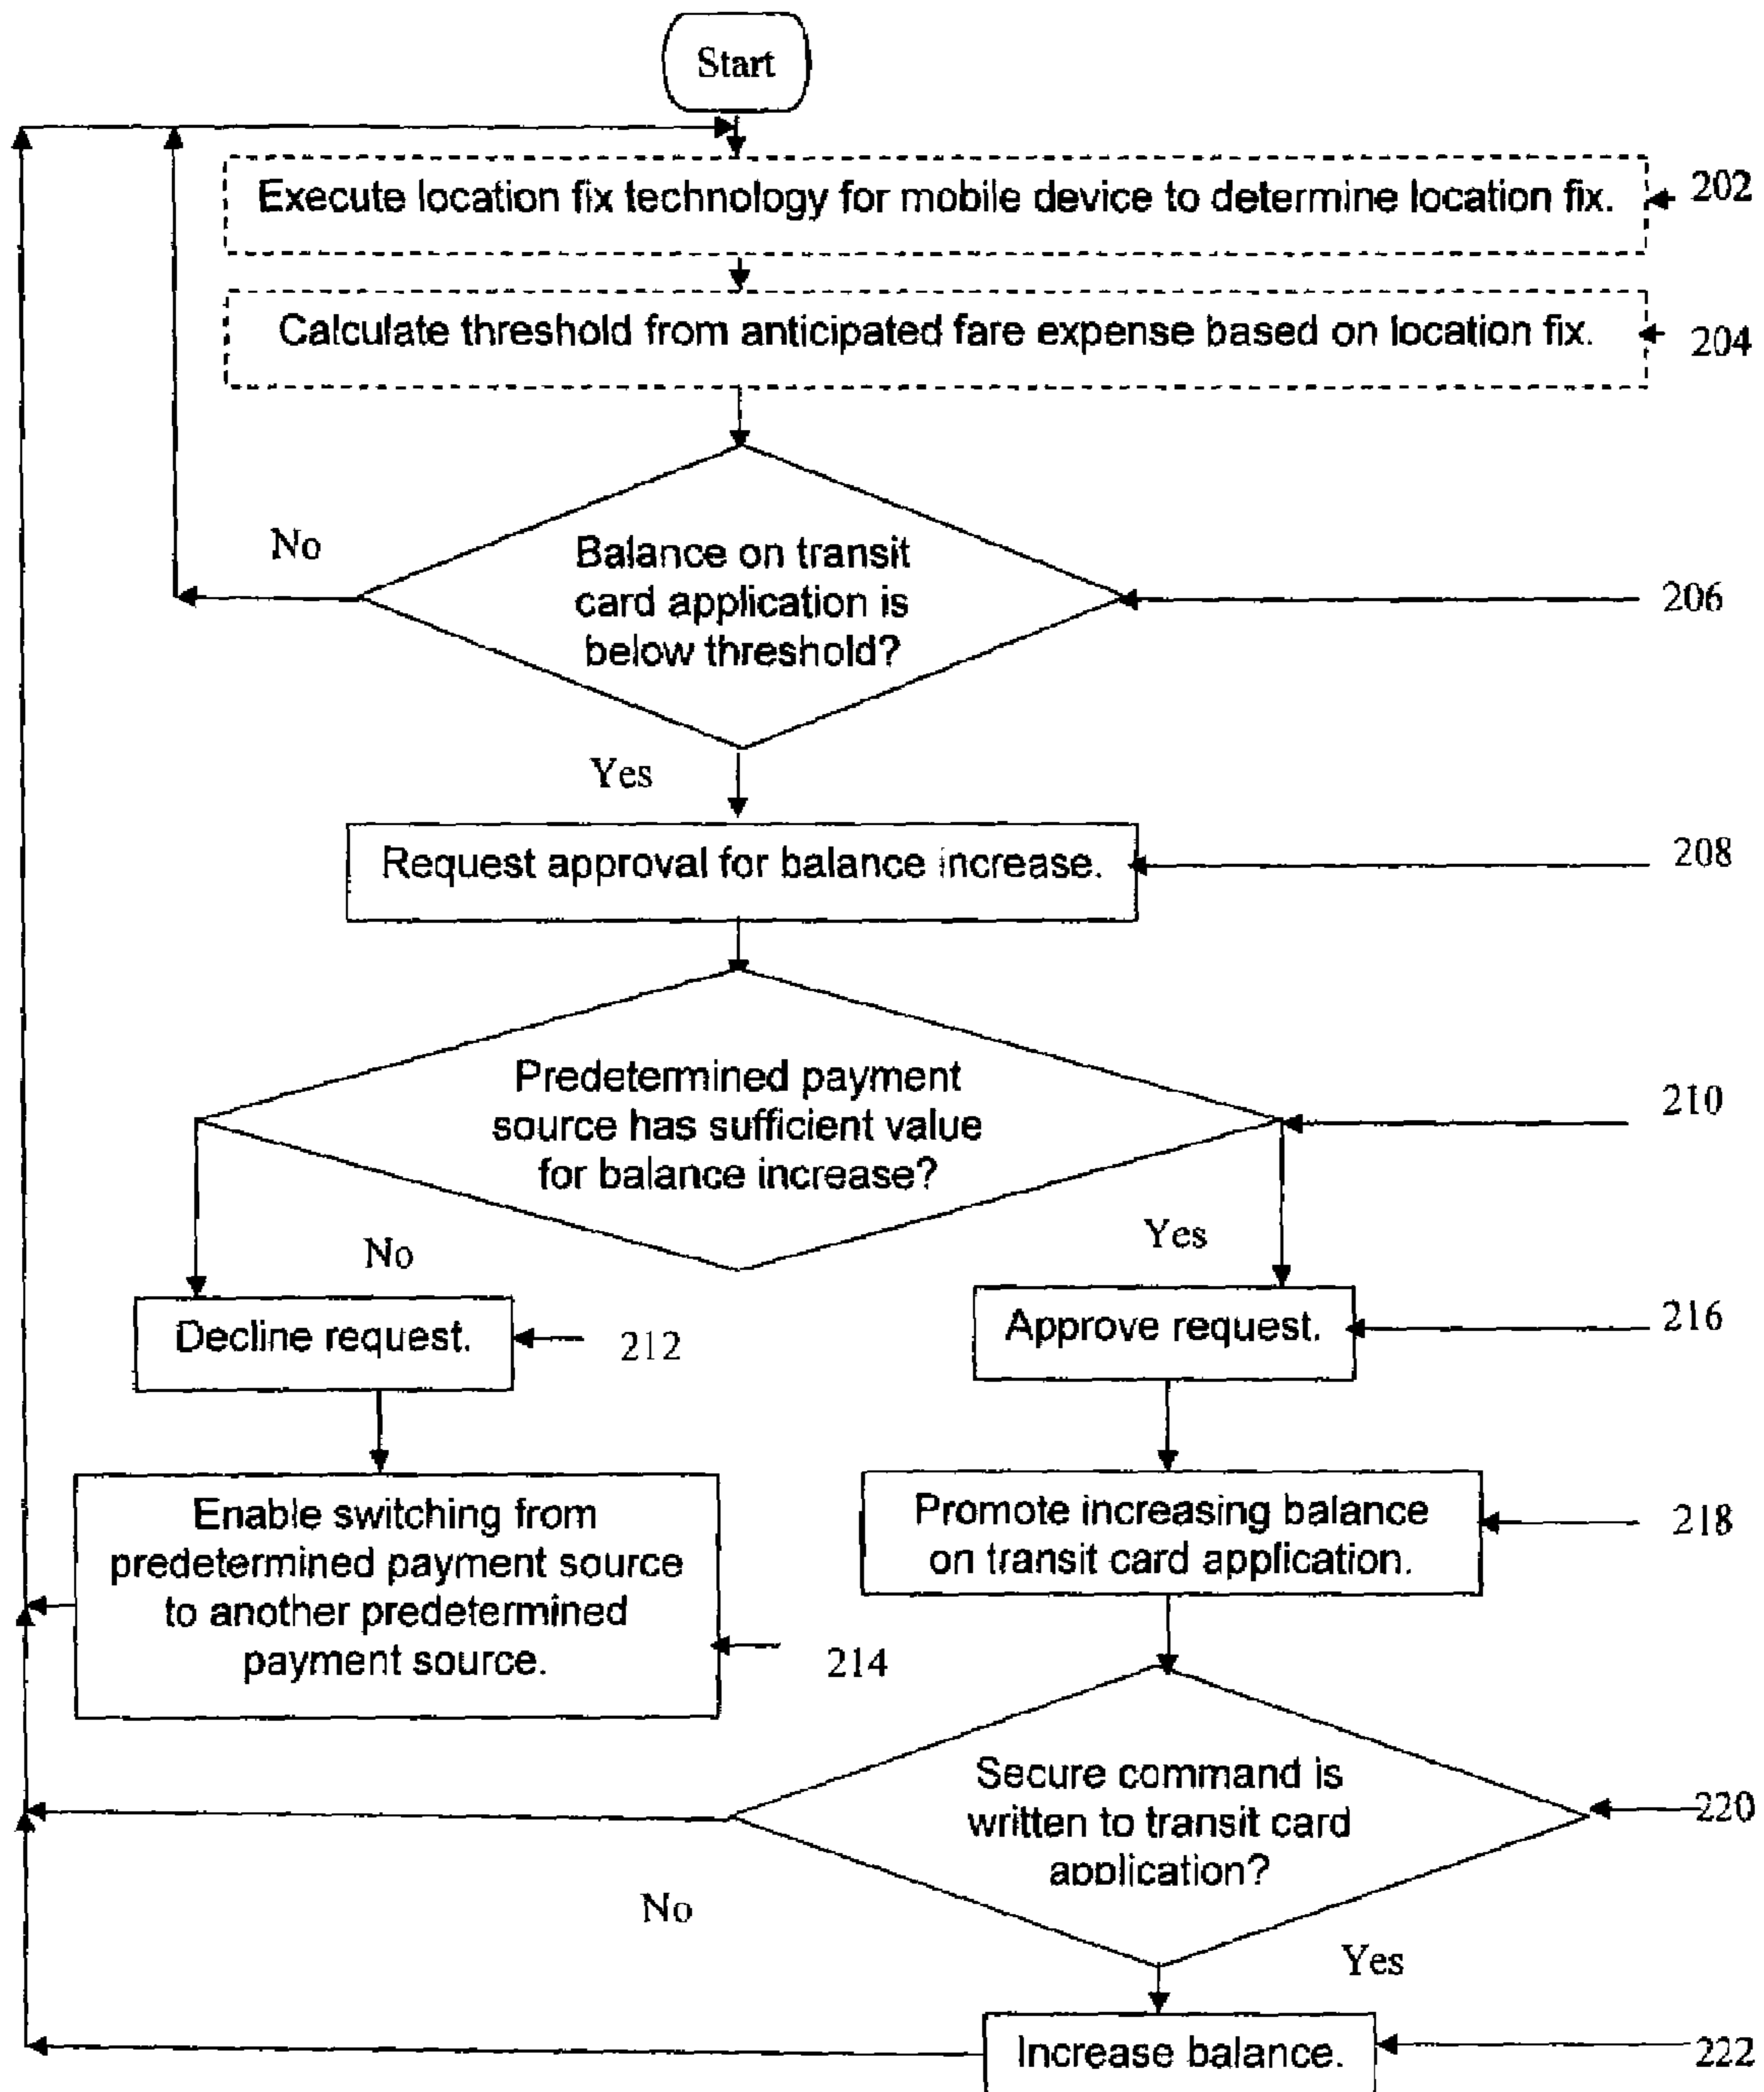 Start
Execute location fix technology for mobile device to determine location fix.
202
Calculate threshold from anticipated fare expense based on location fix.
204
No
Balance on transit
card application is
below threshold?
206
Yes
Request approval for balance increase.
208
Predetermined payment
source has sufficient value
for balance increase?
210
No
Yes
Decline request.
212
Approve request.
216
Enable switching from
predetermined payment source
to another predetermined
payment source.
214
Promote increasing balance
on transit card application.
218
Secure command is
written to transit card
application?
220
No
Yes
Increase balance.
222